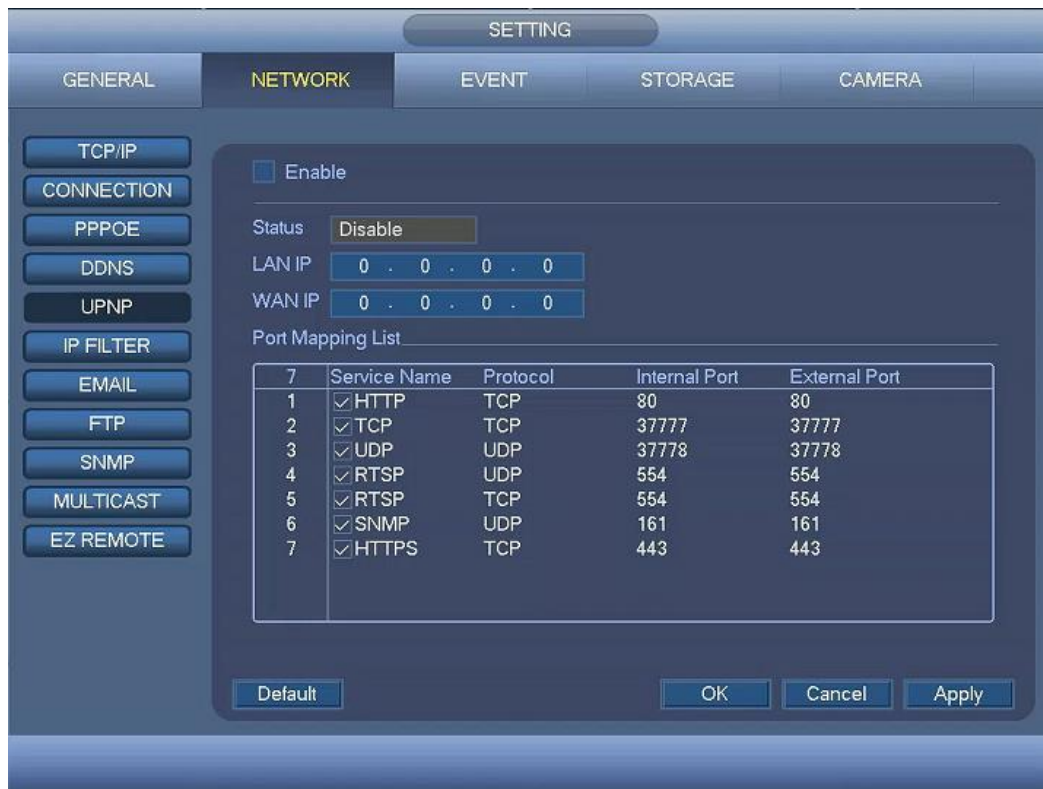 SETTING
GENERAL NETWORK EVENT STORAGE CAMERA
TCP/IP
CONNECTION
PPPOE
DDNS
UPNP
IP FILTER
EMAIL
FTP
SNMP
MULTICAST
EZ REMOTE
Enable
Status Disable
LAN IP 0 . 0 . 0 . 0
WAN IP 0 . 0 . 0 . 0
Port Mapping List
7 Service Name Protocol Internal Port External Port
1 HTTP TCP 80 80
2 TCP TCP 37777 37777
3 UDP UDP 37778 37778
4 RTSP UDP 554 554
5 RTSP TCP 554 554
6 SNMP UDP 161 161
7 HTTPS TCP 443 443
Default OK Cancel Apply